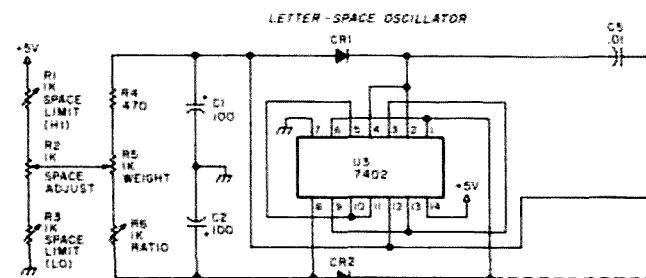 LETTER-SPACE OSCILLATOR
+5V
R1
1K
SPACE
LIMIT
(HI)
R2
1K
SPACE
ADJUST
R3
1K
SPACE
LIMIT
(LO)
R4
470
R5
1K
WEIGHT
R6
1K
RATIO
+
C1
100
C2
100
+
CR1
C5
.01
7 6 5 4 3 2 1
U3
7402
+5V
8 9 10 11 12 13 14
CR2